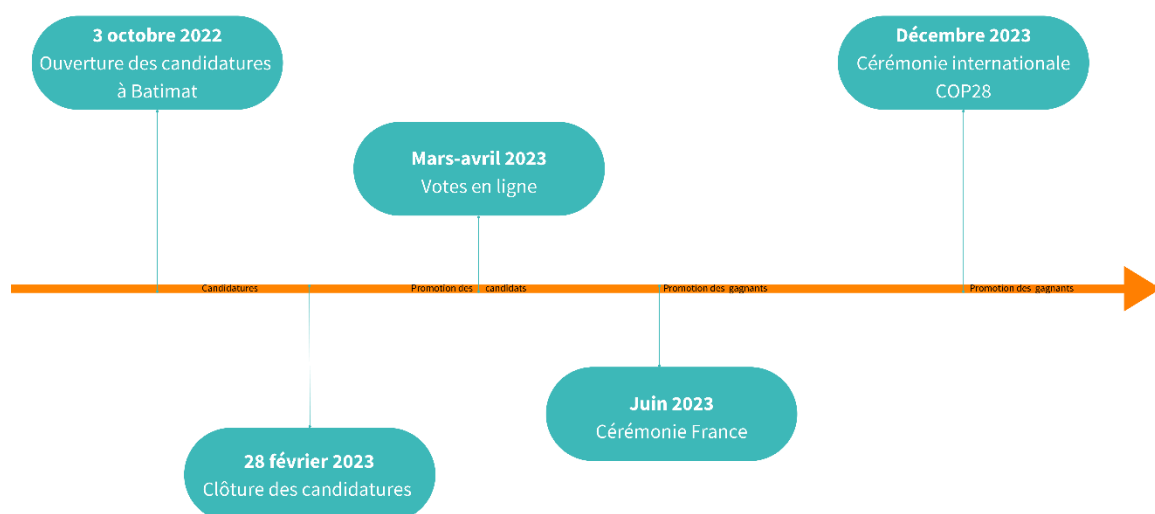 3 octobre 2022
Ouverture des candidatures
à Batimat
Décembre 2023
Cérémonie internationale
COP28
Mars-avril 2023
Votes en ligne
Candidatures
Promotion des candidats
Promotion des gagnants
Promotion des gagnants
Juin 2023
Cérémonie France
28 février 2023
Clôture des candidatures